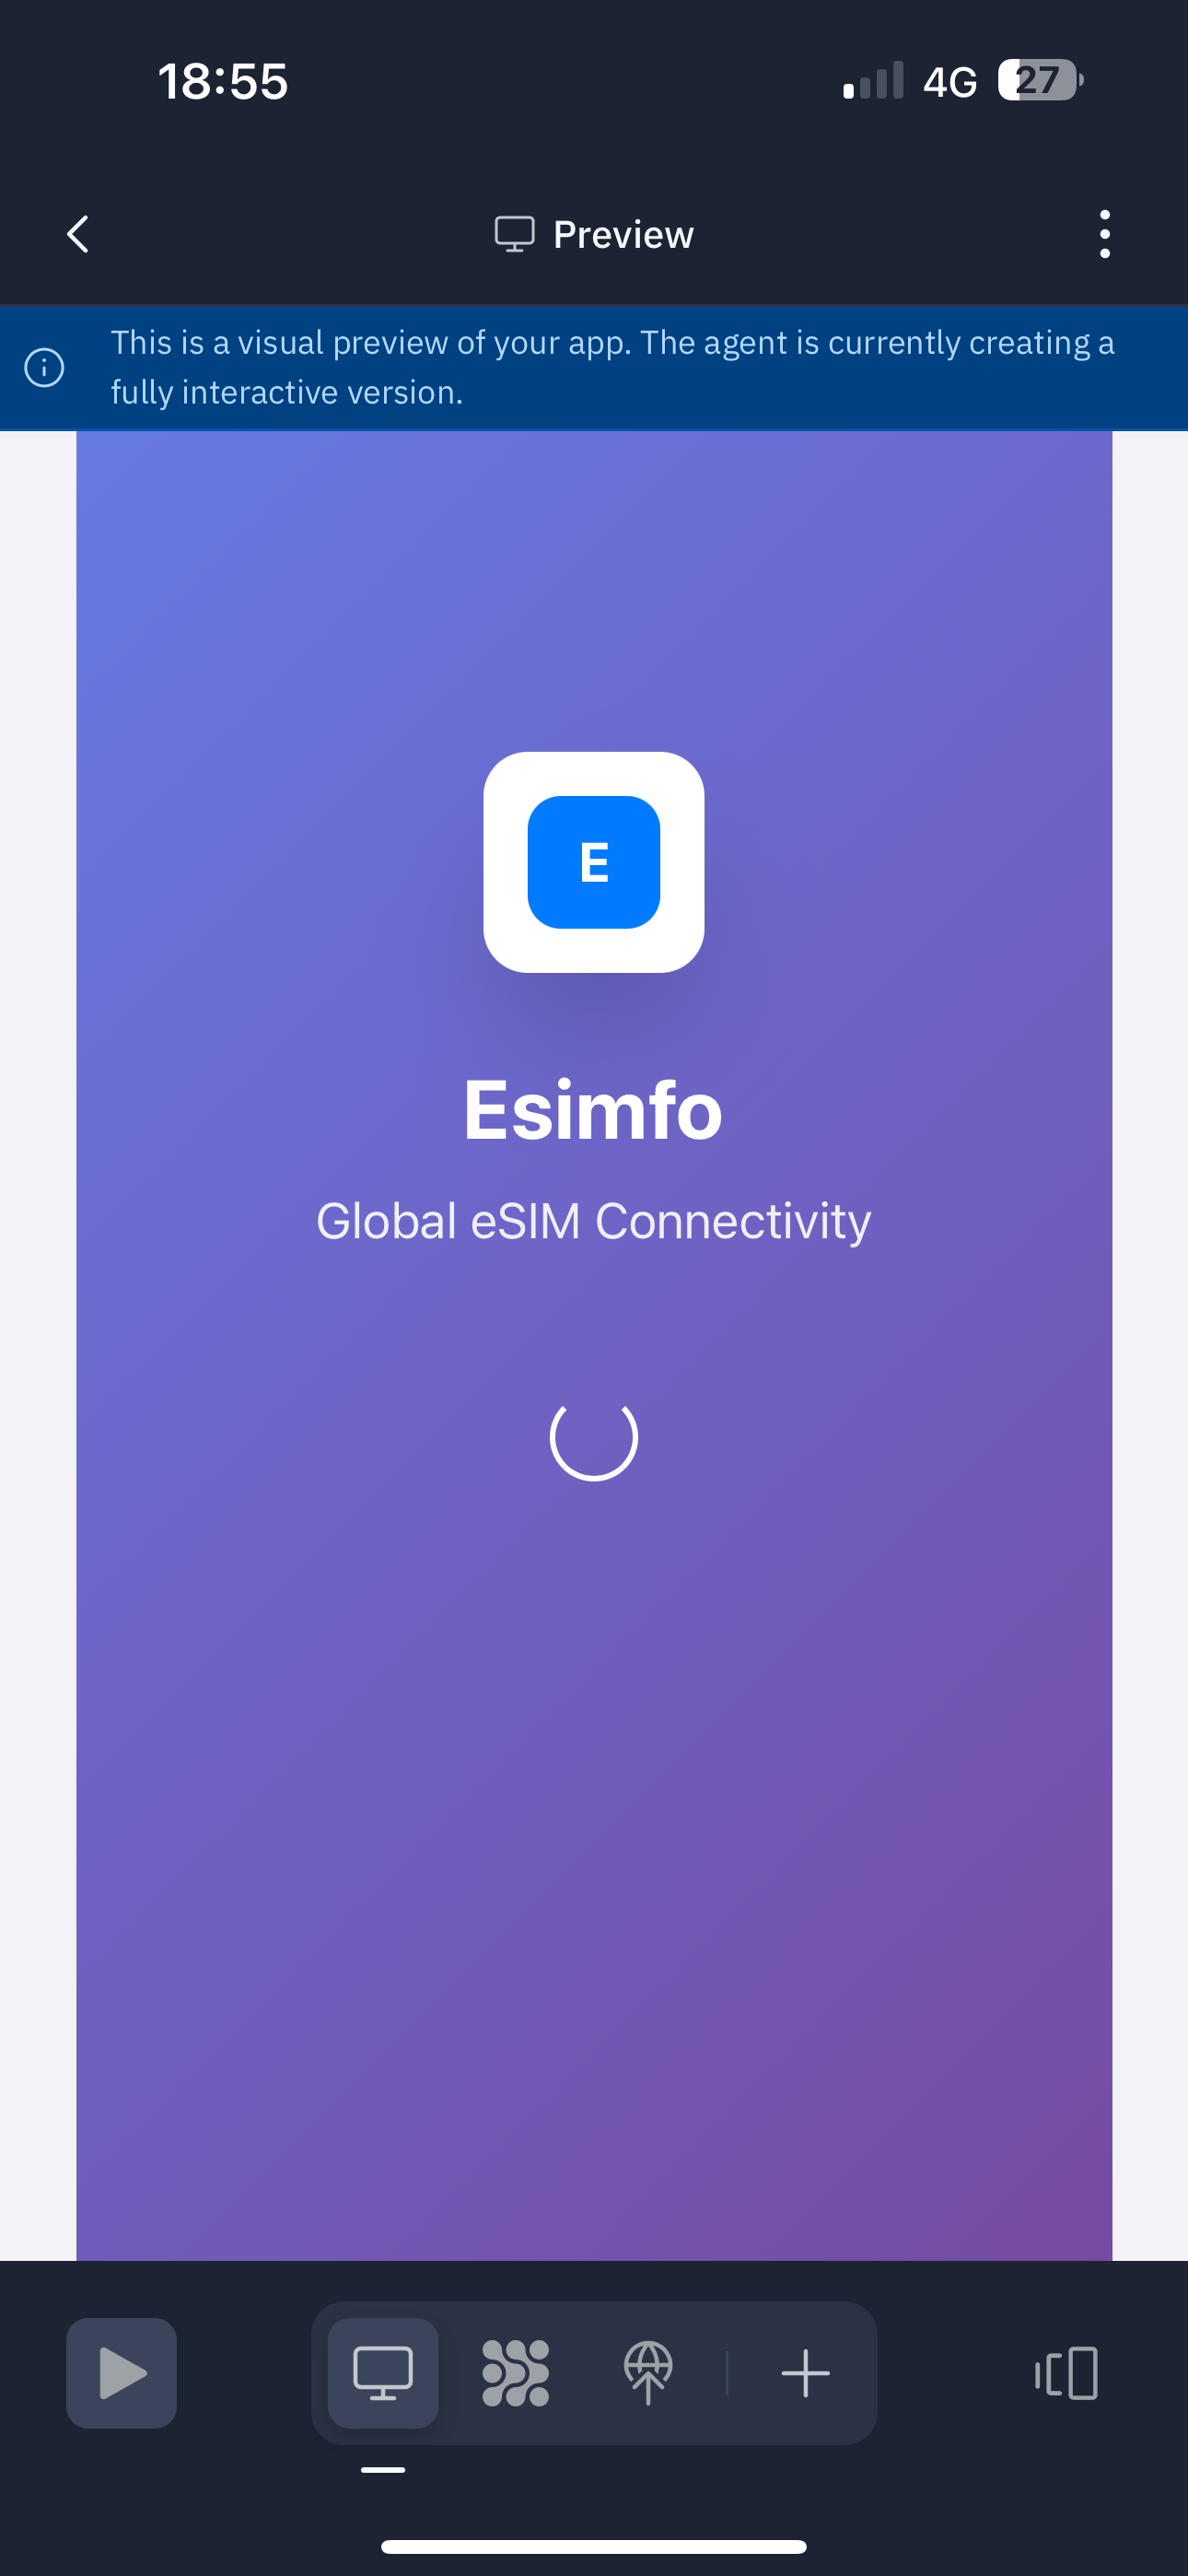 18:55
4G 27
Preview
This is a visual preview of your app. The agent is currently creating a
fully interactive version.
E
Esimfo
Global eSIM Connectivity